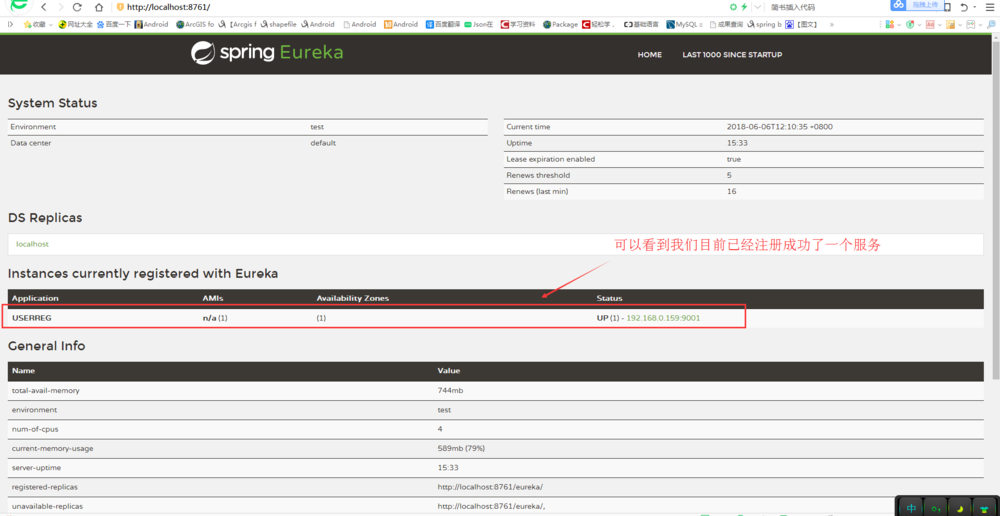 http://localhost:8761/
简书插入代码
拖拽上传
收藏 网址大全 百度一下 Android ArcGIS fo 【Arcgis f shapefile Android Android Android Android 百度翻译 Json在 学习资料 Package 轻松学. 基础语言 MySQL 成果查询 spring b 【图文】 »
spring Eureka
HOME LAST 1000 SINCE STARTUP
System Status
Environment test
Data center default
Current time 2018-06-06T12:10:35 +0800
Uptime 15:33
Lease expiration enabled true
Renews threshold 5
Renews (last min) 16
DS Replicas
localhost
可以看到我们目前已经注册成功了一个服务
Instances currently registered with Eureka
Application AMIs Availability Zones Status
USERREG n/a (1) (1) UP (1) - 192.168.0.159:9001
General Info
Name Value
total-avail-memory 744mb
environment test
num-of-cpus 4
current-memory-usage 589mb (79%)
server-uptime 15:33
registered-replicas http://localhost:8761/eureka/
unavailable-replicas http://localhost:8761/eureka/,
中